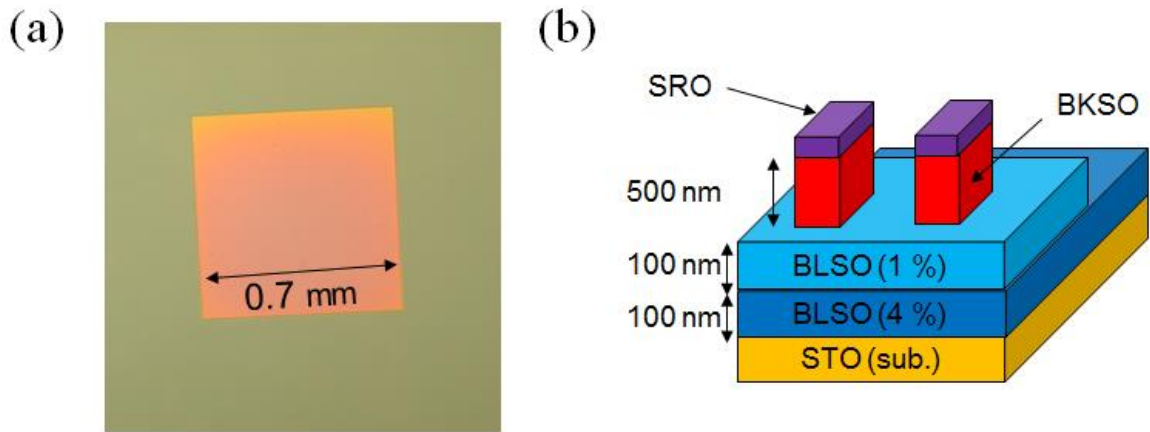 (a)
0.7 mm
(b)
SRO
BKSO
500 nm
100 nm
BLSO (1 %)
100 nm
BLSO (4 %)
STO (sub.)